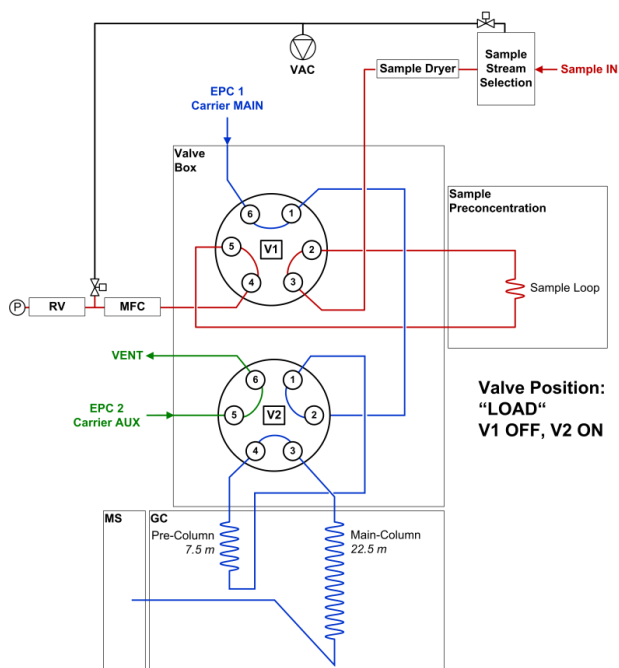 VAC
Sample
Stream
Selection
Sample Dryer
Sample IN
EPC 1
Carrier MAIN
Valve
Box
6
1
5
V1
2
4
3
Sample
Preconcentration
Sample Loop
P
RV
MFC
VENT
EPC 2
Carrier AUX
6
1
5
V2
2
4
3
Valve Position:
“LOAD“
V1 OFF, V2 ON
MS
GC
Pre-Column
7.5 m
Main-Column
22.5 m